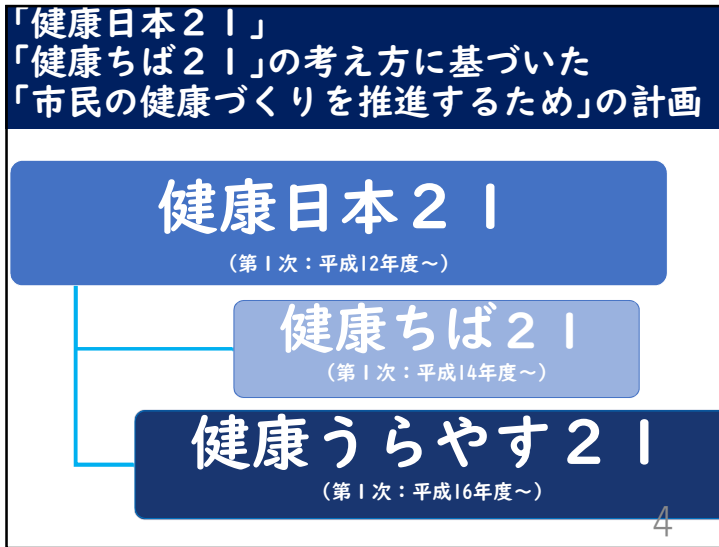 「健康日本２１」
「健康ちば２１」の考え方に基づいた
「市民の健康づくりを推進するため」の計画
健康日本２１
（第１次：平成12年度～）
健康ちば２１
（第１次：平成14年度～）
健康うらやす２１
（第１次：平成16年度～）
4